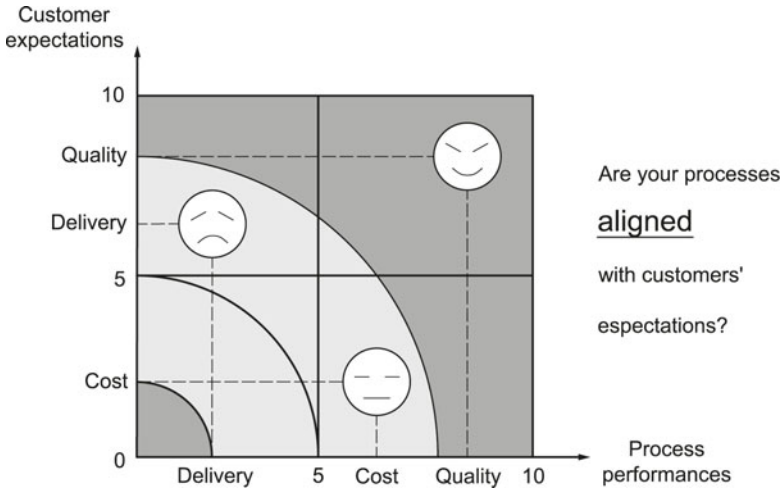 Customer
expectations
10
Quality
Delivery
5
Cost
0
Delivery
5
Cost
Quality
10
Process
performances
Are your processes
aligned
with customers'
espectations?